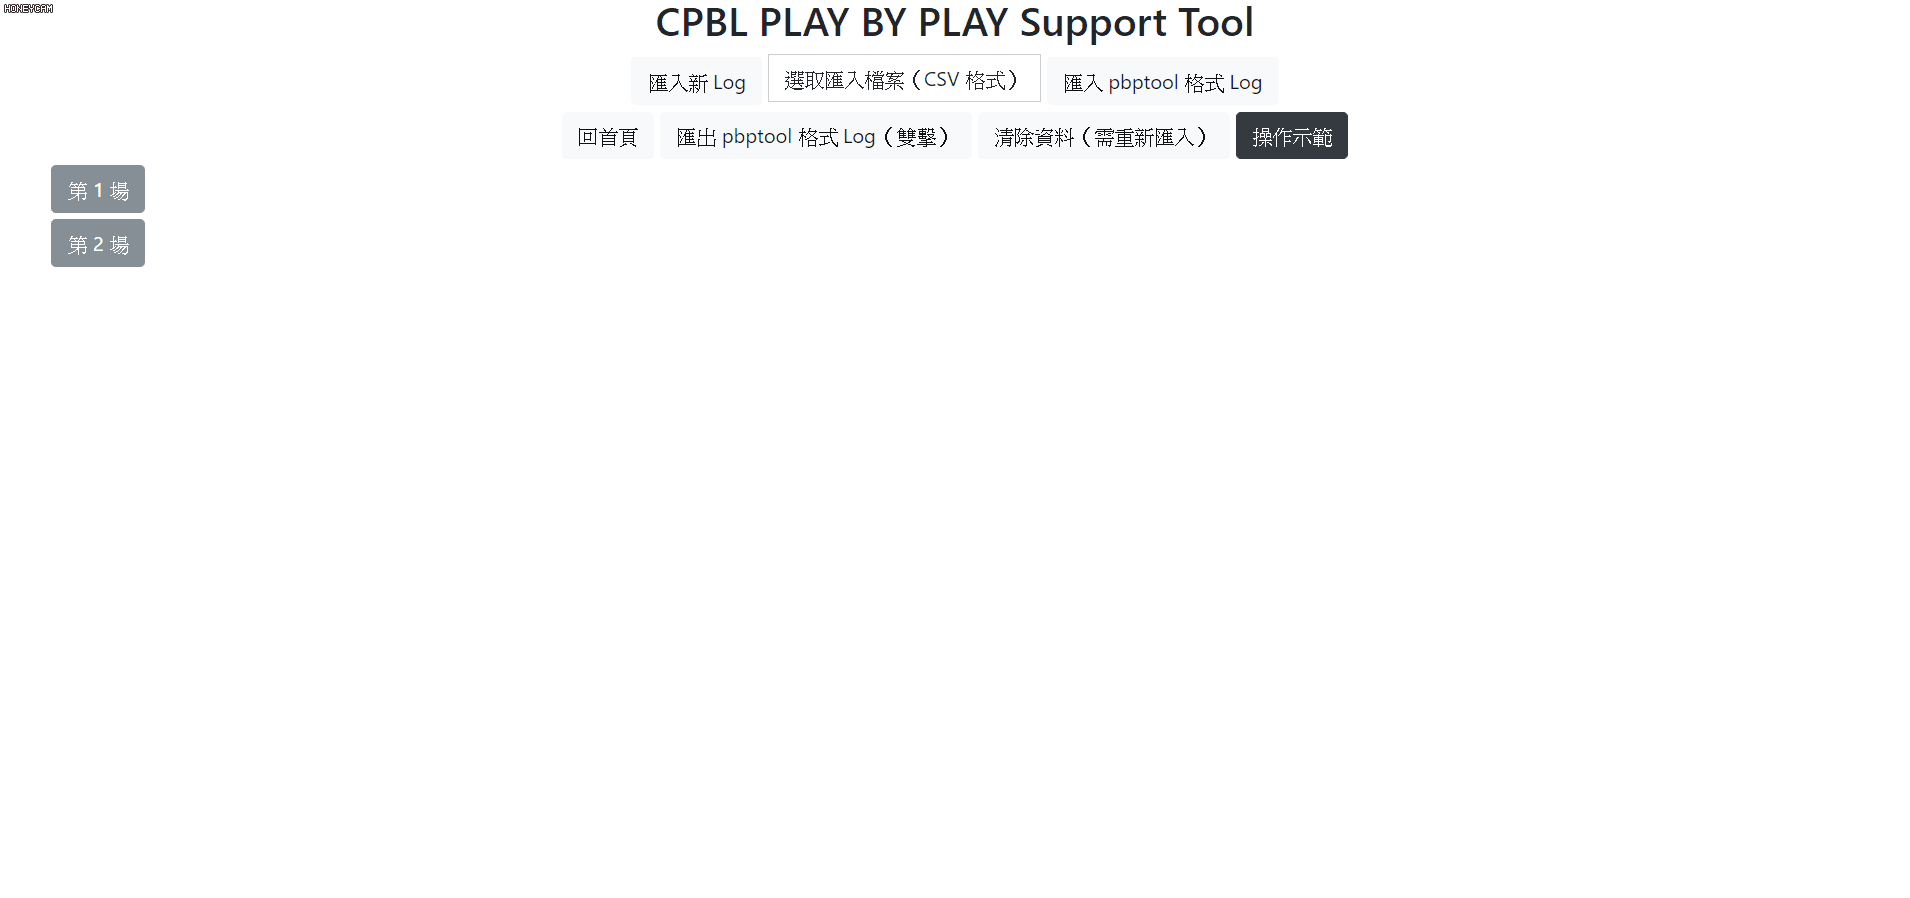 HONEYCAM
CPBL PLAY BY PLAY Support Tool
匯入新 Log 選取匯入檔案（CSV 格式） 匯入 pbptool 格式 Log
回首頁 匯出 pbptool 格式 Log（雙擊） 清除資料（需重新匯入） 操作示範
第 1 場
第 2 場